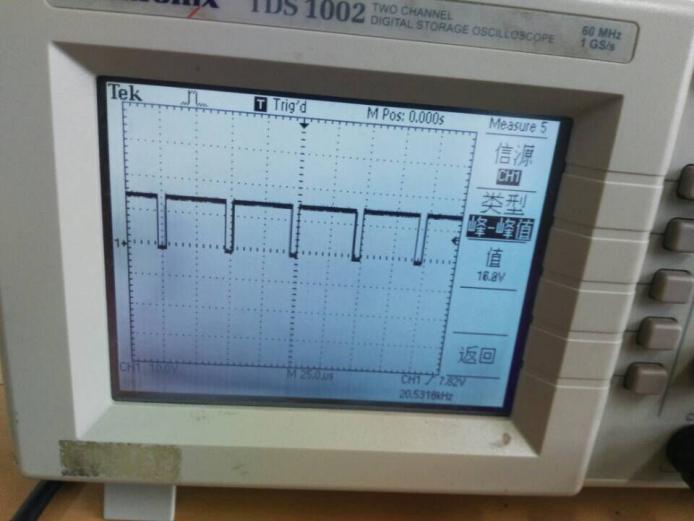 TDS 1002
TWO CHANNEL
DIGITAL STORAGE OSCILLOSCOPE
60 MHz
1 GS/s
Tek
T Trig'd
M Pos: 0.000s
Measure 5
信源
CH1
类型
峰-峰值
值
16.8V
返回
1
CH1 10.0V
M 25.0us
CH1 / 7.82V
20.5318kHz